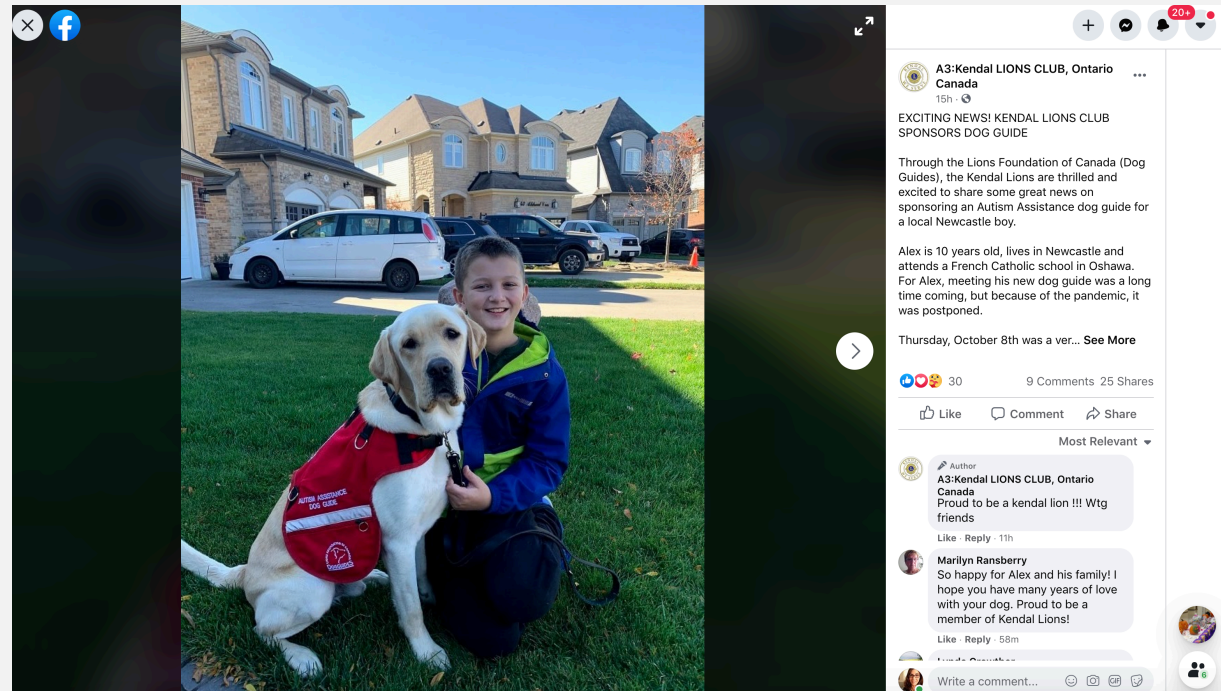 20+
A3:Kendal LIONS CLUB, Ontario
Canada
15h ·
EXCITING NEWS! KENDAL LIONS CLUB
SPONSORS DOG GUIDE
Through the Lions Foundation of Canada (Dog
Guides), the Kendal Lions are thrilled and
excited to share some great news on
sponsoring an Autism Assistance dog guide for
a local Newcastle boy.
Alex is 10 years old, lives in Newcastle and
attends a French Catholic school in Oshawa.
For Alex, meeting his new dog guide was a long
time coming, but because of the pandemic, it
was postponed.
Thursday, October 8th was a ver... See More
30
9 Comments 25 Shares
Like Comment Share
Most Relevant
Author
A3:Kendal LIONS CLUB, Ontario
Canada
Proud to be a kendal lion !!! Wtg
friends
Like · Reply · 11h
Marilyn Ransberry
So happy for Alex and his family! I
hope you have many years of love
with your dog. Proud to be a
member of Kendal Lions!
Like · Reply · 58m
Write a comment...
GIF
6
AUTISM ASSISTANCE
DOG GUIDE